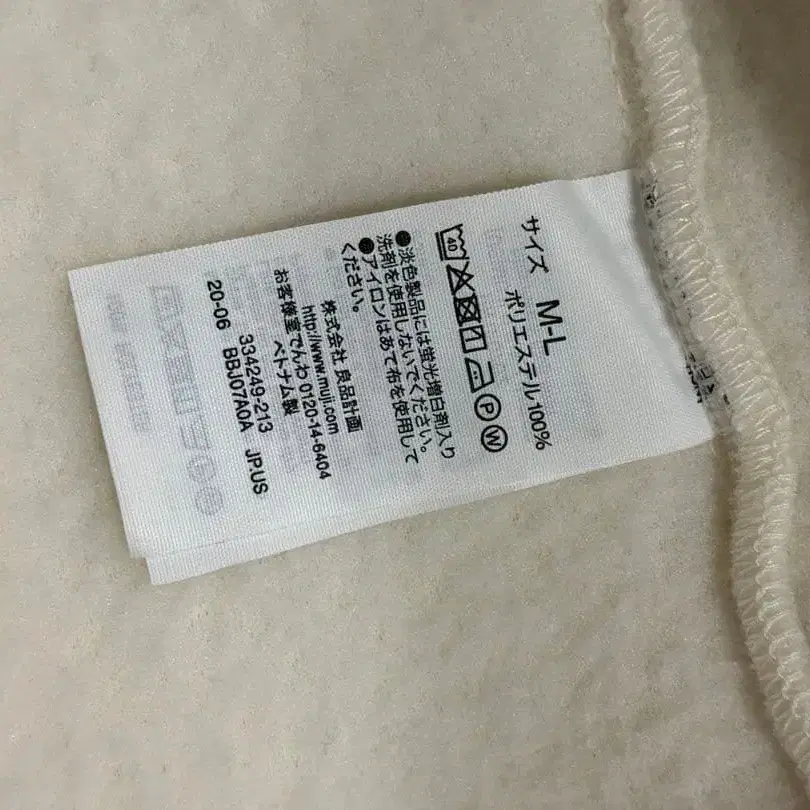 サイズ M-L
ポリエステル100%
40
P W
●淡色製品には蛍光増白剤入り
洗剤を使用しないでください。
●アイロンはあて布を使用して
ください。
株式会社 良品計画
http://www.muji.com
お客様室でんわ 0120-14-6404
ベトナム製
334249-213
20-06 BBJ07A0A JP.US